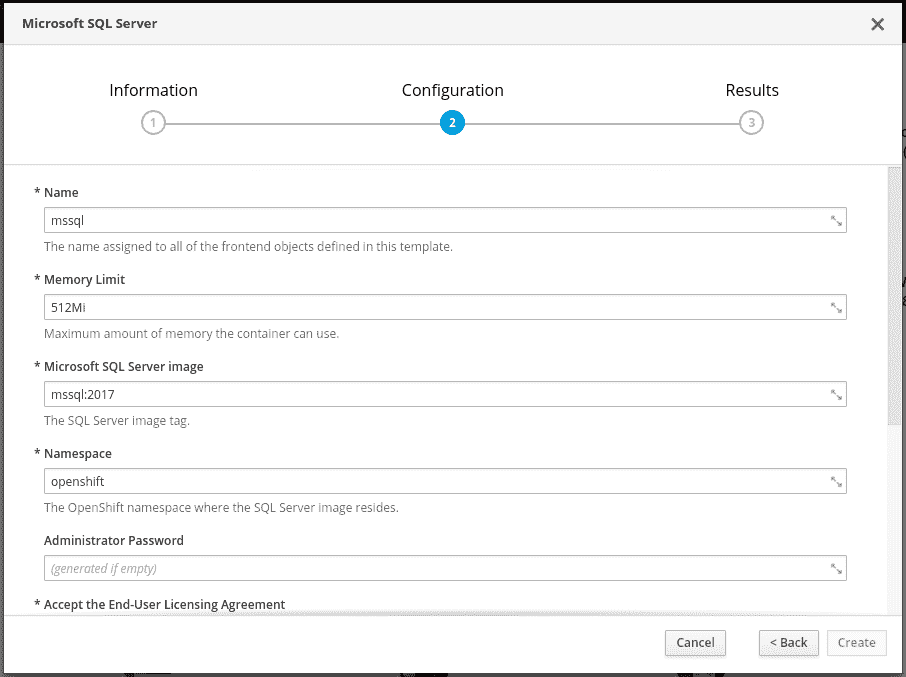 Microsoft SQL Server
Information Configuration Results
1 2 3
* Name
mssql
The name assigned to all of the frontend objects defined in this template.
* Memory Limit
512Mi
Maximum amount of memory the container can use.
* Microsoft SQL Server image
mssql:2017
The SQL Server image tag.
* Namespace
openshift
The OpenShift namespace where the SQL Server image resides.
Administrator Password
(generated if empty)
* Accept the End-User Licensing Agreement
Cancel < Back Create